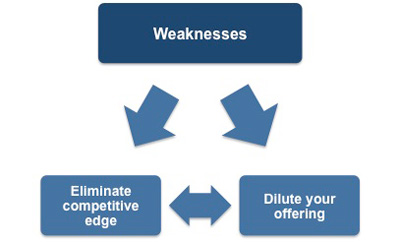 Weaknesses
Eliminate
competitive
edge
Dilute your
offering